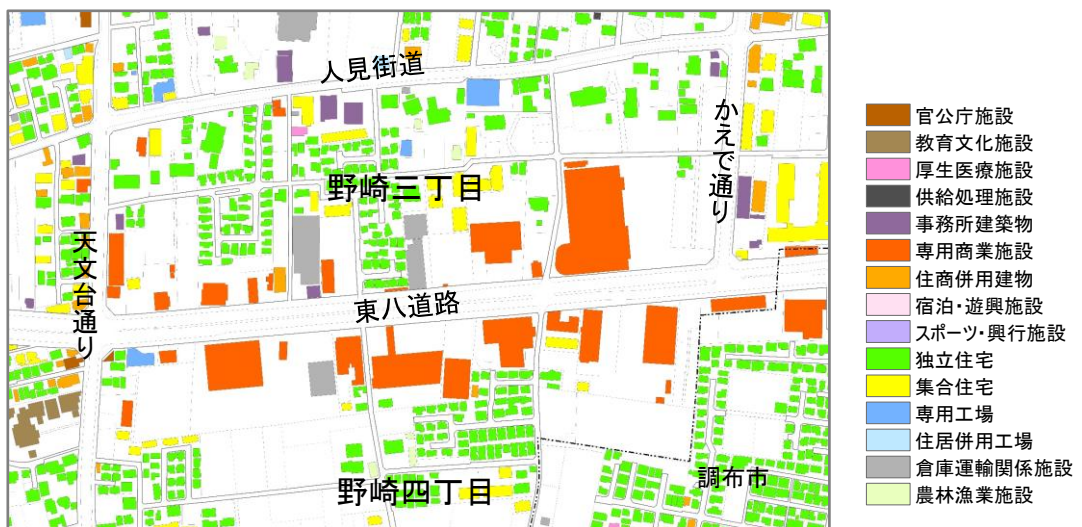 人見街道
かえで通り
野崎三丁目
天文台通り
東八道路
野崎四丁目
調布市
官公庁施設
教育文化施設
厚生医療施設
供給処理施設
事務所建築物
専用商業施設
住商併用建物
宿泊・遊興施設
スポーツ・興行施設
独立住宅
集合住宅
専用工場
住居併用工場
倉庫運輸関係施設
農林漁業施設